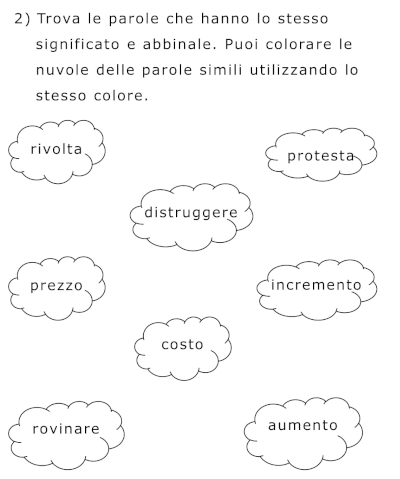 2) Trova le parole che hanno lo stesso
significato e abbinale. Puoi colorare le
nuvole delle parole simili utilizzando lo
stesso colore.
rivolta
protesta
distruggere
prezzo
incremento
costo
rovinare
aumento